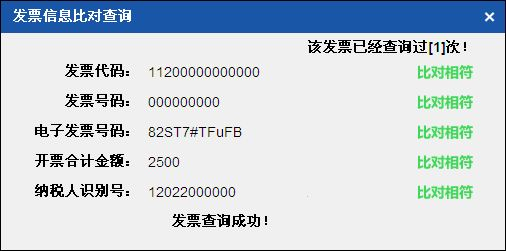 发票信息比对查询 ×
该发票已经查询过[1]次！
发票代码： 11200000000000 比对相符
发票号码： 000000000 比对相符
电子发票号码： 82ST7#TFuFB 比对相符
开票合计金额： 2500 比对相符
纳税人识别号： 12022000000 比对相符
发票查询成功！